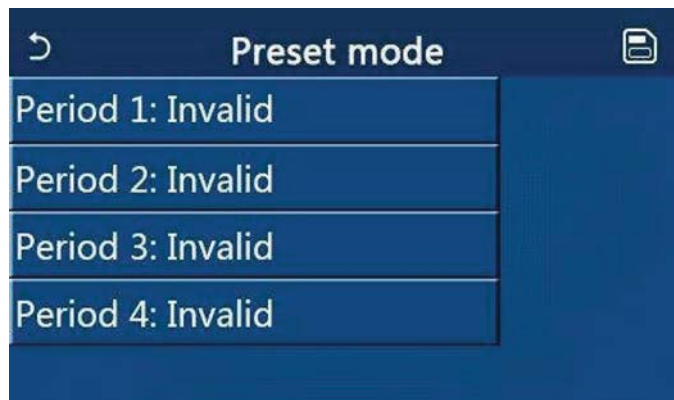 Preset mode
Period 1: Invalid
Period 2: Invalid
Period 3: Invalid
Period 4: Invalid